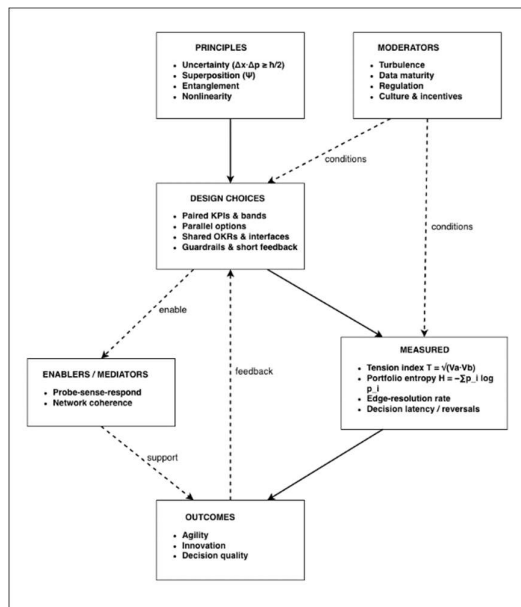 PRINCIPLES
• Uncertainty (Δx·Δp ≥ ħ/2)
• Superposition (Ψ)
• Entanglement
• Nonlinearity
MODERATORS
• Turbulence
• Data maturity
• Regulation
• Culture & incentives
conditions
DESIGN CHOICES
• Paired KPIs & bands
• Parallel options
• Shared OKRs & interfaces
• Guardrails & short feedback
conditions
enable
feedback
ENABLERS / MEDIATORS
• Probe-sense-respond
• Network coherence
MEASURED
• Tension index T = √(Va·Vb)
• Portfolio entropy H = −∑p_i log
p_i
• Edge-resolution rate
• Decision latency / reversals
support
OUTCOMES
• Agility
• Innovation
• Decision quality